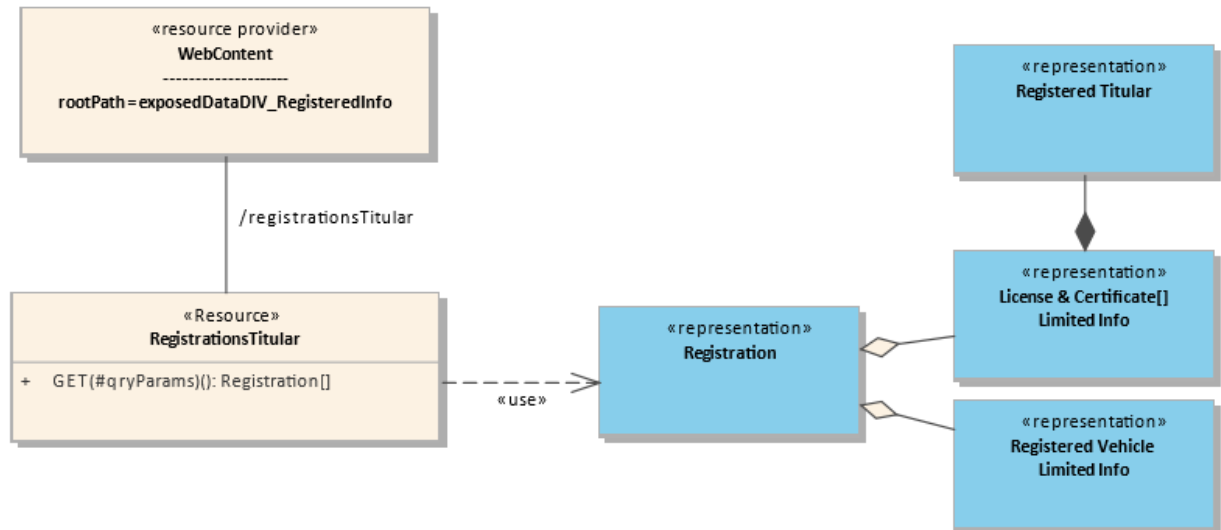 «resource provider»
WebContent
--------------------
rootPath=exposedDataDIV_RegisteredInfo
/registrationsTitular
«Resource»
RegistrationsTitular
+ GET(#qryParams)(): Registration[]
«use»
«representation»
Registration
«representation»
Registered Titular
«representation»
License & Certificate[]
Limited Info
«representation»
Registered Vehicle
Limited Info